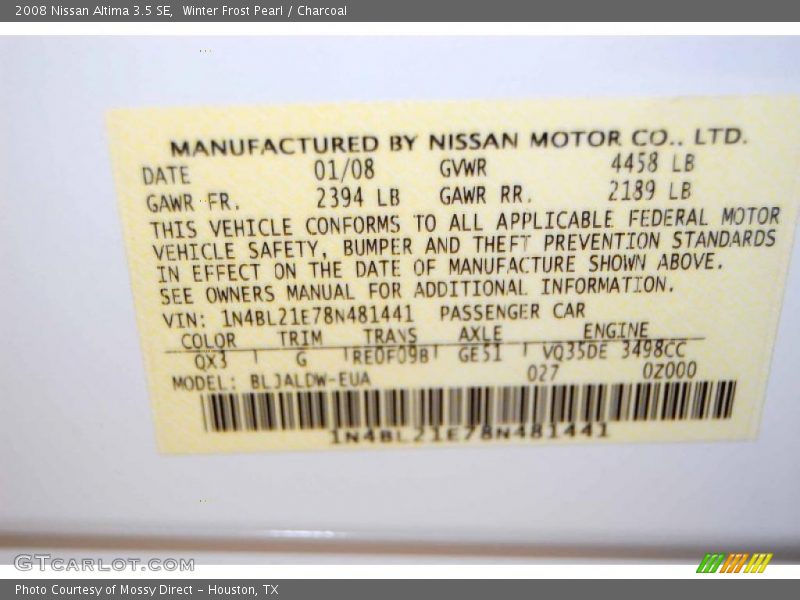 2008 Nissan Altima 3.5 SE,  Winter Frost Pearl / Charcoal
MANUFACTURED BY NISSAN MOTOR CO., LTD.
DATE 01/08 GVWR 4458 LB
GAWR FR. 2394 LB GAWR RR. 2189 LB
THIS VEHICLE CONFORMS TO ALL APPLICABLE FEDERAL MOTOR
VEHICLE SAFETY, BUMPER AND THEFT PREVENTION STANDARDS
IN EFFECT ON THE DATE OF MANUFACTURE SHOWN ABOVE.
SEE OWNERS MANUAL FOR ADDITIONAL INFORMATION.
VIN: 1N4BL21E78N481441 PASSENGER CAR
COLOR TRIM TRANS AXLE ENGINE
QX3 G RE0F09B GE51 VQ35DE 3498CC
MODEL: BLJALDW-EUA 027 0Z000
1N4BL21E78N481441
GTCARLOT.COM
Photo Courtesy of Mossy Direct – Houston, TX